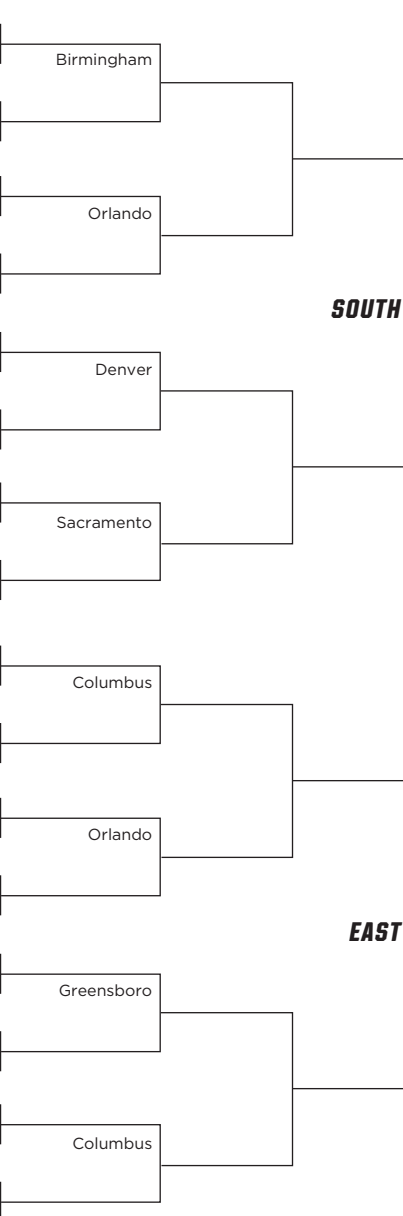 Birmingham
Orlando
SOUTH
Denver
Sacramento
Columbus
Orlando
EAST
Greensboro
Columbus